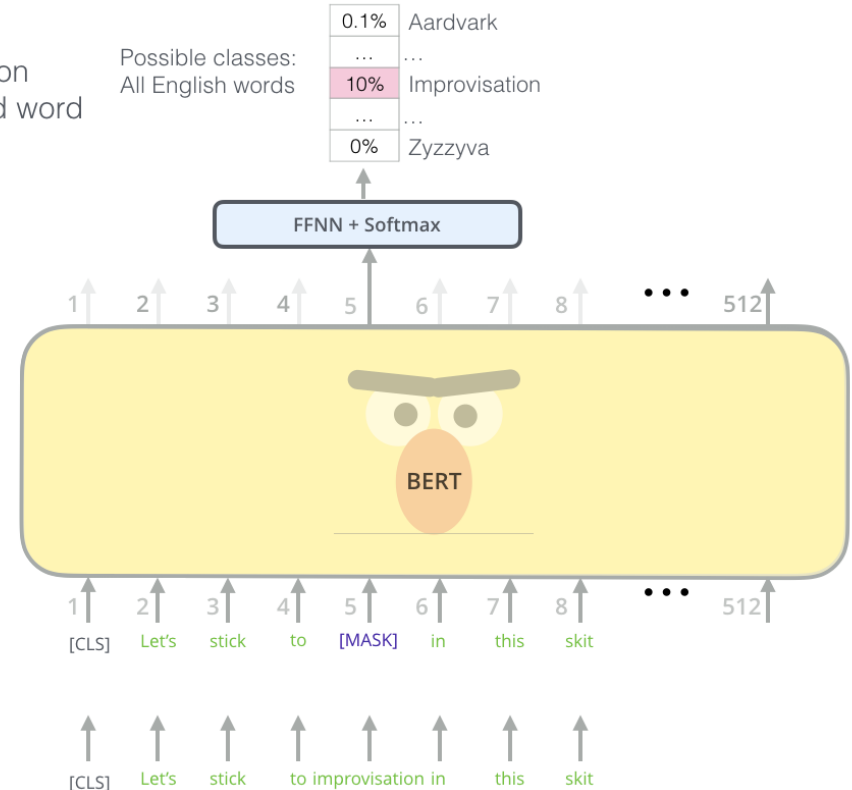 0.1% Aardvark
Possible classes: ... ...
on
All English words 10% Improvisation
d word
... ...
0% Zyzzyva
FFNN + Softmax
1 2 3 4 5 6 7 8 ••• 512
BERT
1 2 3 4 5 6 7 8 ••• 512
[CLS] Let's stick to [MASK] in this skit
[CLS] Let's stick to improvisation in this skit